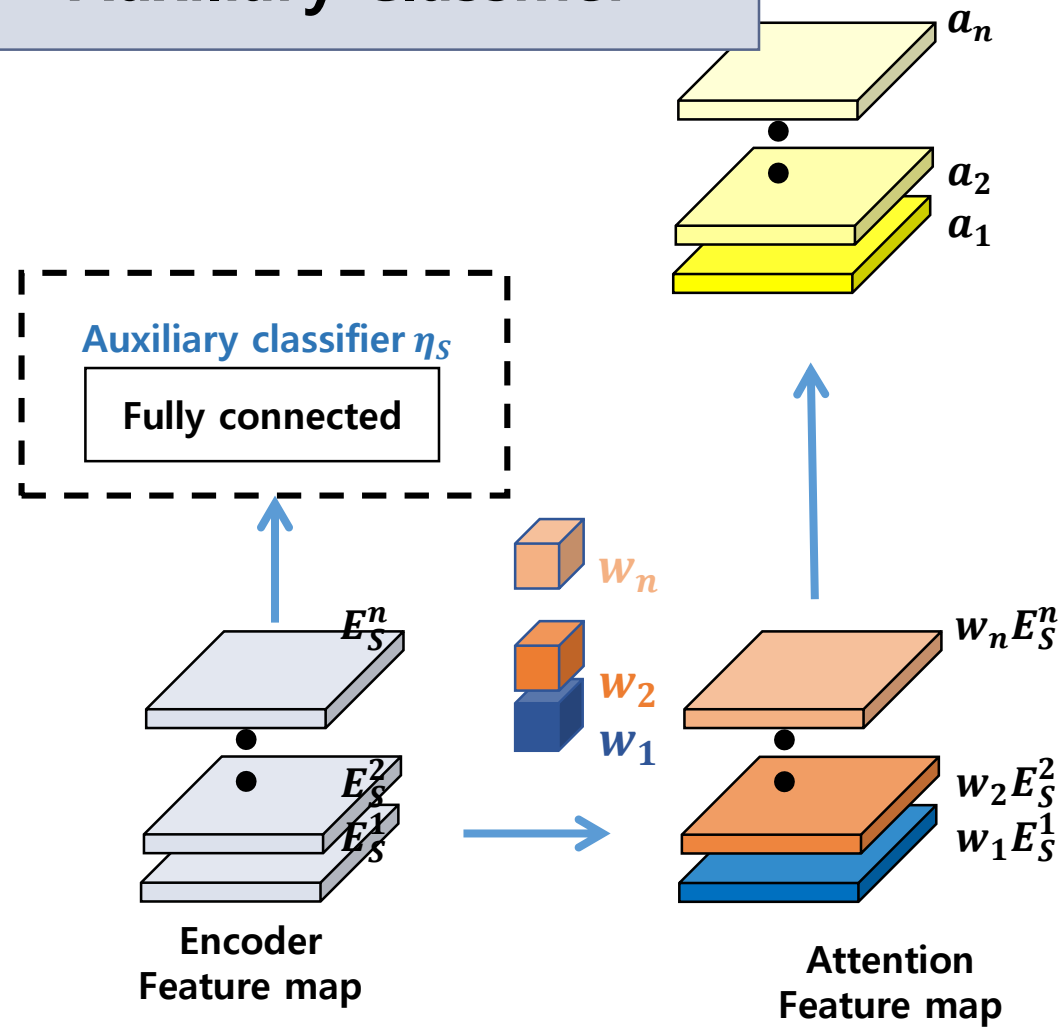 a_n
a_2
a_1
Auxiliary classifier η_S
Fully connected
w_n
w_2
w_1
E_S^n
E_S^2
E_S^1
w_n E_S^n
w_2 E_S^2
w_1 E_S^1
Encoder
Feature map
Attention
Feature map